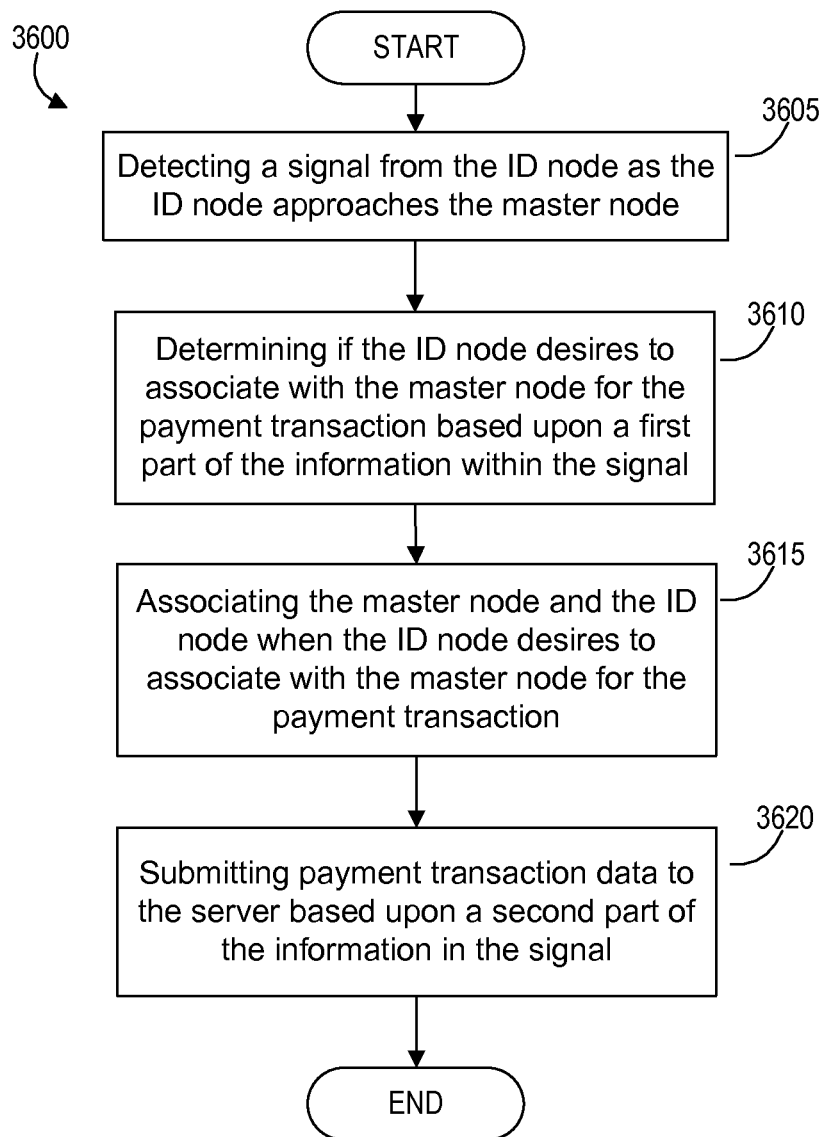 3600
START
3605
Detecting a signal from the ID node as the
ID node approaches the master node
3610
Determining if the ID node desires to
associate with the master node for the
payment transaction based upon a first
part of the information within the signal
3615
Associating the master node and the ID
node when the ID node desires to
associate with the master node for the
payment transaction
3620
Submitting payment transaction data to
the server based upon a second part of
the information in the signal
END